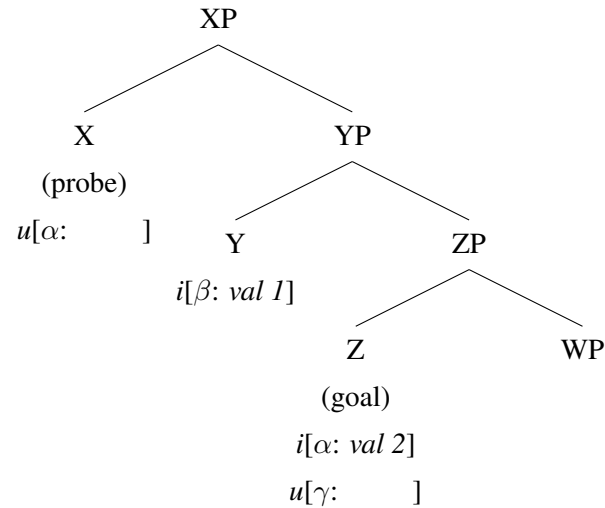 XP
X YP
(probe)
u[α: ]
Y ZP
i[β: val 1]
Z WP
(goal)
i[α: val 2]
u[γ: ]